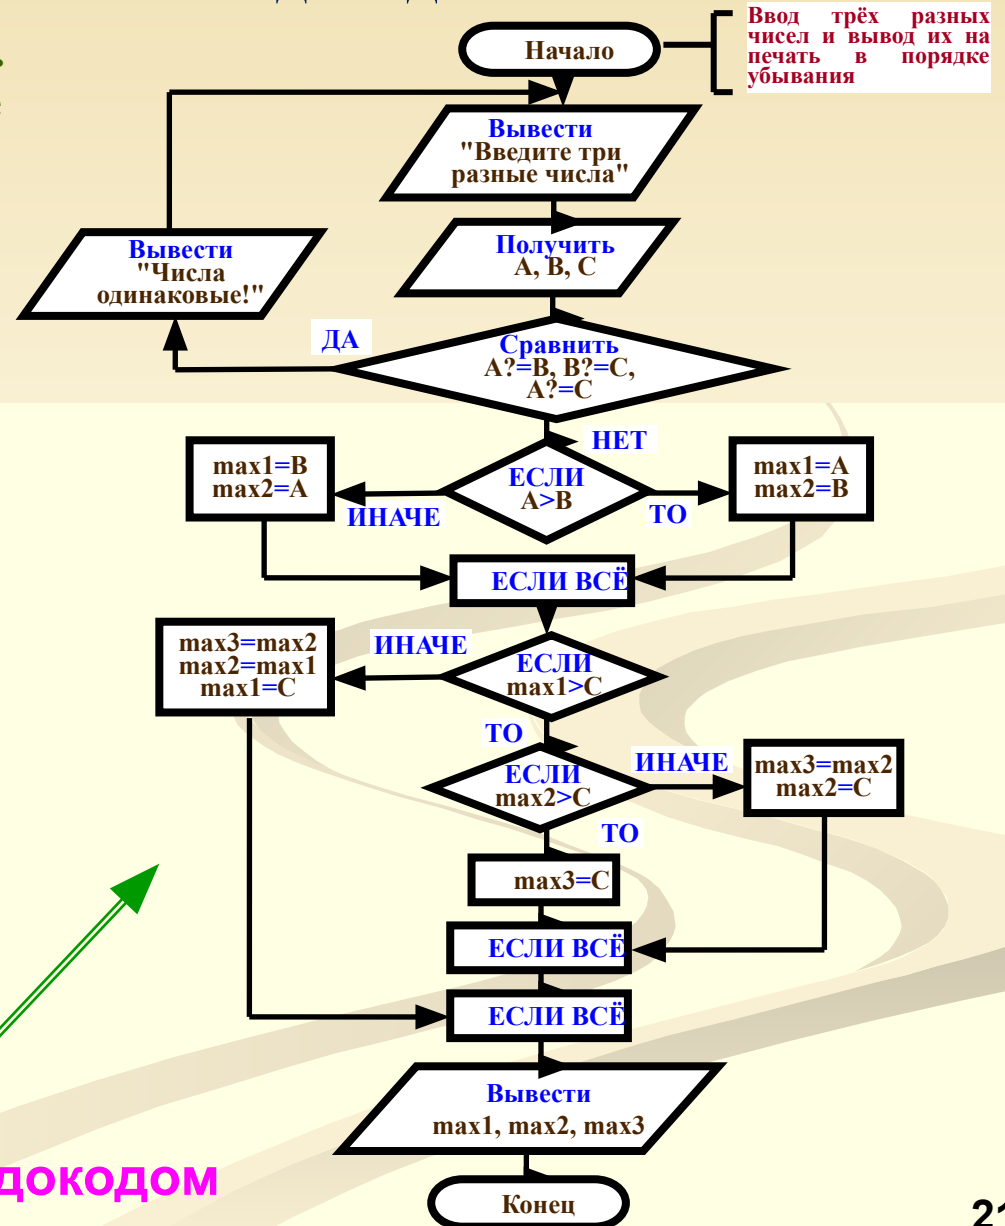 Начало
Ввод трёх разных
чисел и вывод их на
печать в порядке
убывания
Вывести
"Введите три
разные числа"
Получить
A, B, C
Вывести
"Числа
одинаковые!"
ДА
Сравнить
A?=B, B?=C,
A?=C
НЕТ
max1=B
max2=A
ЕСЛИ
A>B
max1=A
max2=B
ИНАЧЕ
ТО
ЕСЛИ ВСЁ
max3=max2
max2=max1
max1=C
ИНАЧЕ
ЕСЛИ
max1>C
ТО
ЕСЛИ
max2>C
ИНАЧЕ
max3=max2
max2=C
ТО
max3=C
ЕСЛИ ВСЁ
ЕСЛИ ВСЁ
Вывести
max1, max2, max3
докодом
Конец
21